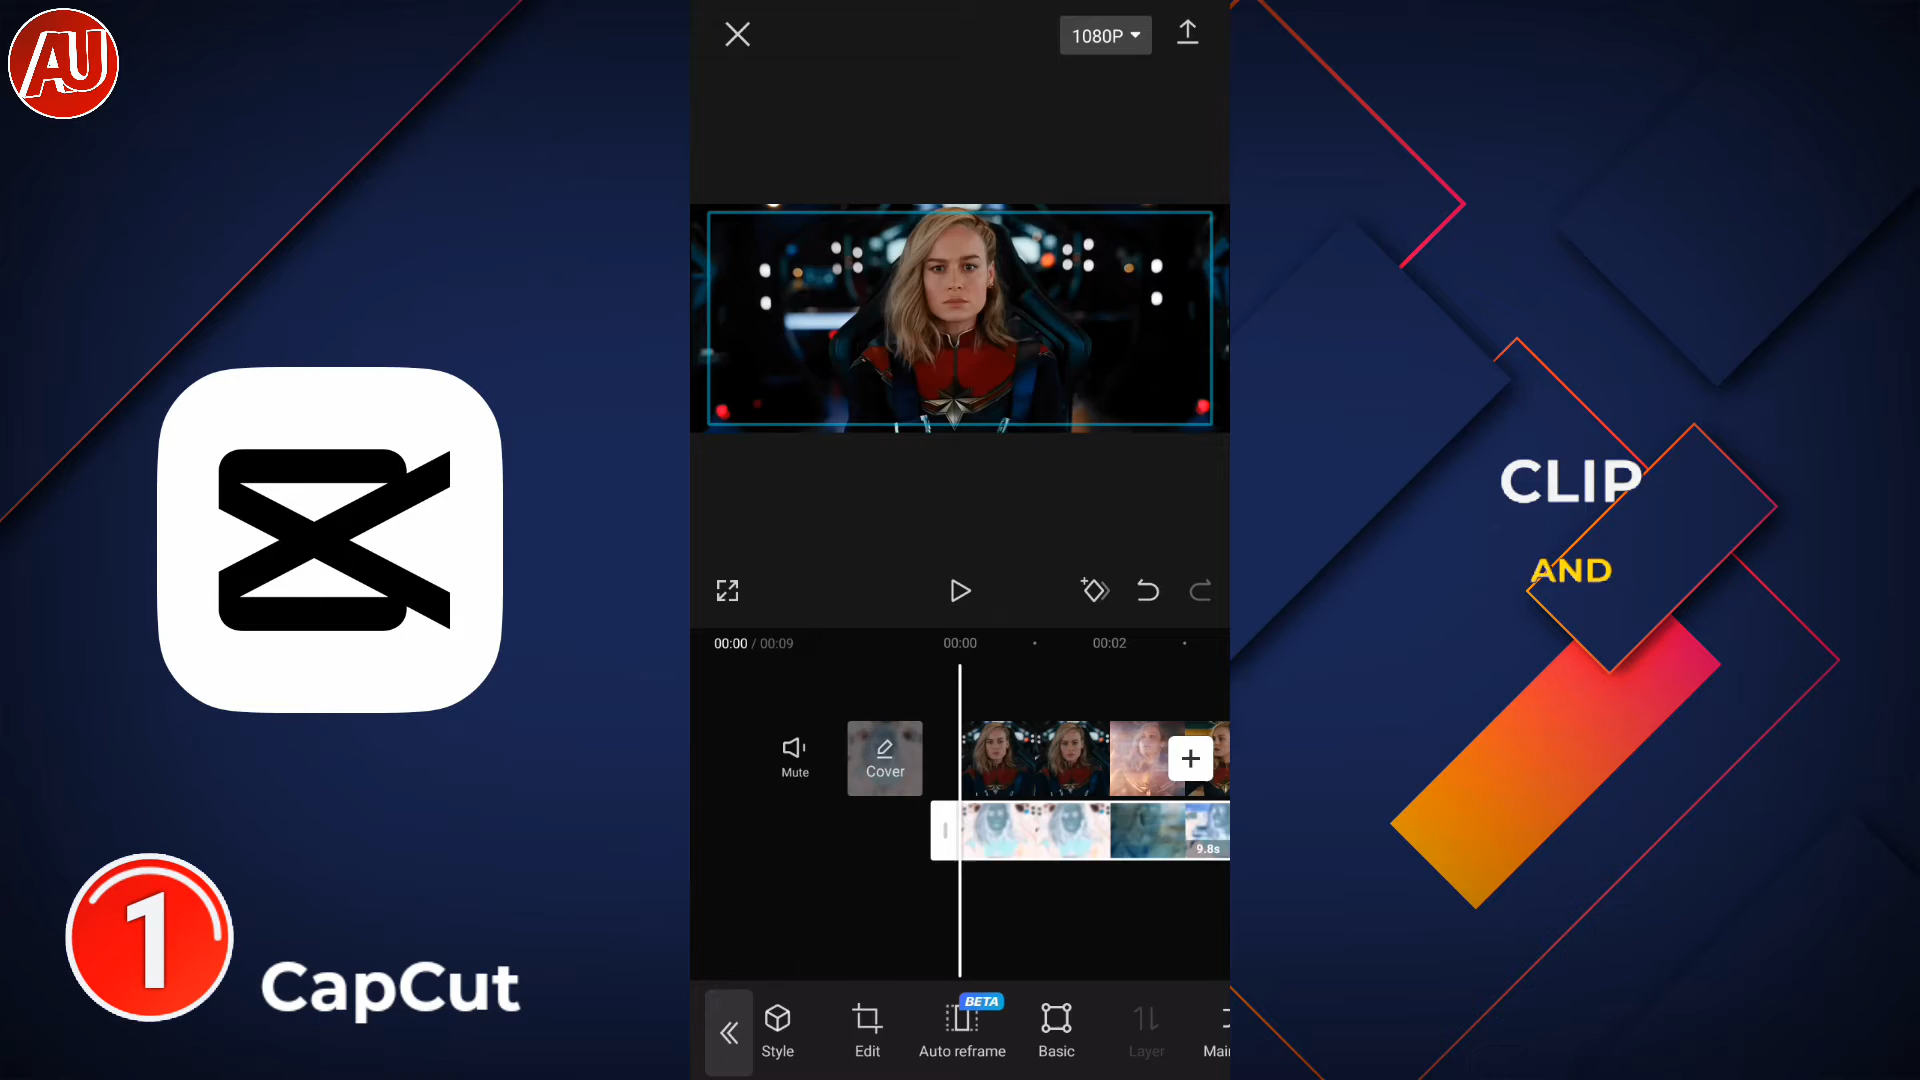 AU
1080P
00:00 / 00:09
00:00
00:02
Mute
Cover
9.8s
BETA
Style
Edit
Auto reframe
Basic
Layer
1
CapCut
CLIP
AND